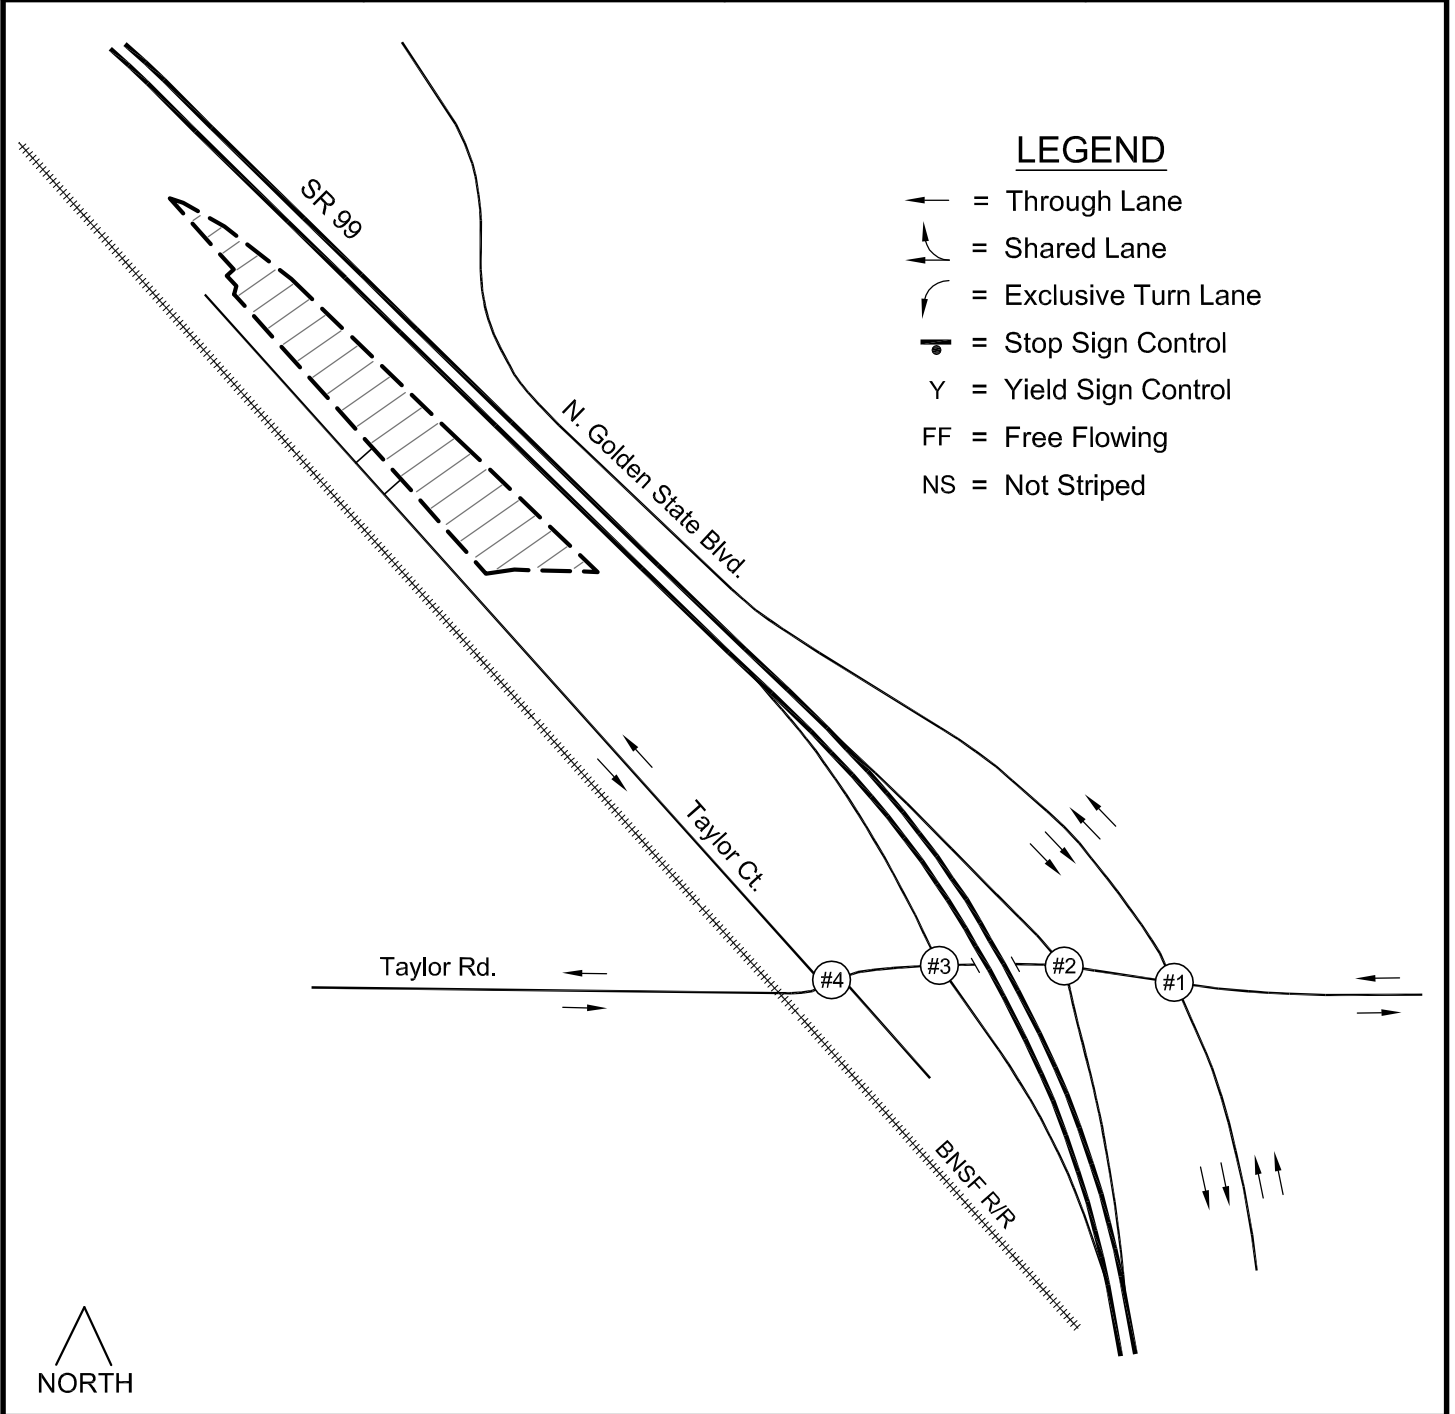 LEGEND
= Through Lane
= Shared Lane
= Exclusive Turn Lane
= Stop Sign Control
Y = Yield Sign Control
FF = Free Flowing
NS = Not Striped
SR 99
N. Golden State Blvd.
Taylor Ct.
Taylor Rd.
#4
#3
#2
#1
BNSF R/R
NORTH